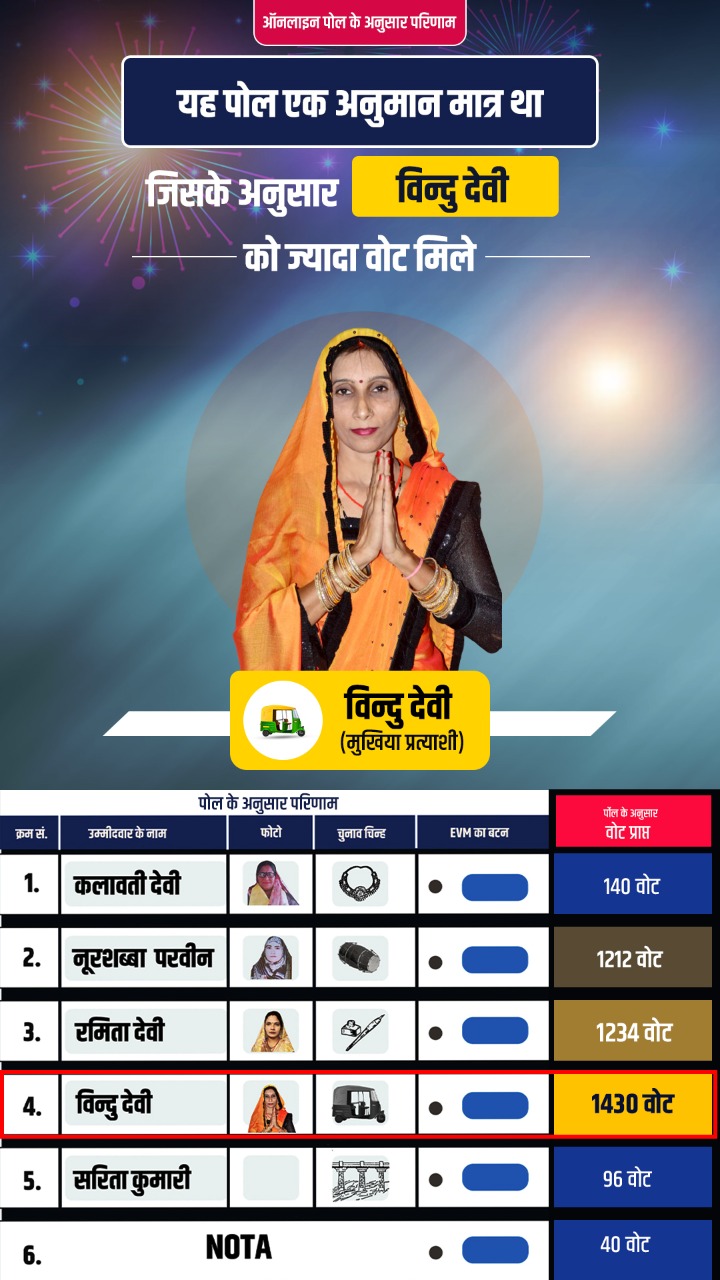 ऑनलाइन पोल के अनुसार परिणाम
यह पोल एक अनुमान मात्र था
जिसके अनुसार विन्दु देवी
को ज्यादा वोट मिले
विन्दु देवी
(मुखिया प्रत्याशी)
पोल के अनुसार परिणाम
क्रम सं. उम्मीदवार के नाम फोटो चुनाव चिन्ह EVM का बटन पोल के अनुसार वोट प्राप्त
1. कलावती देवी 140 वोट
2. नूरशब्बा परवीन 1212 वोट
3. रमिता देवी 1234 वोट
4. विन्दु देवी 1430 वोट
5. सरिता कुमारी 96 वोट
6. NOTA 40 वोट